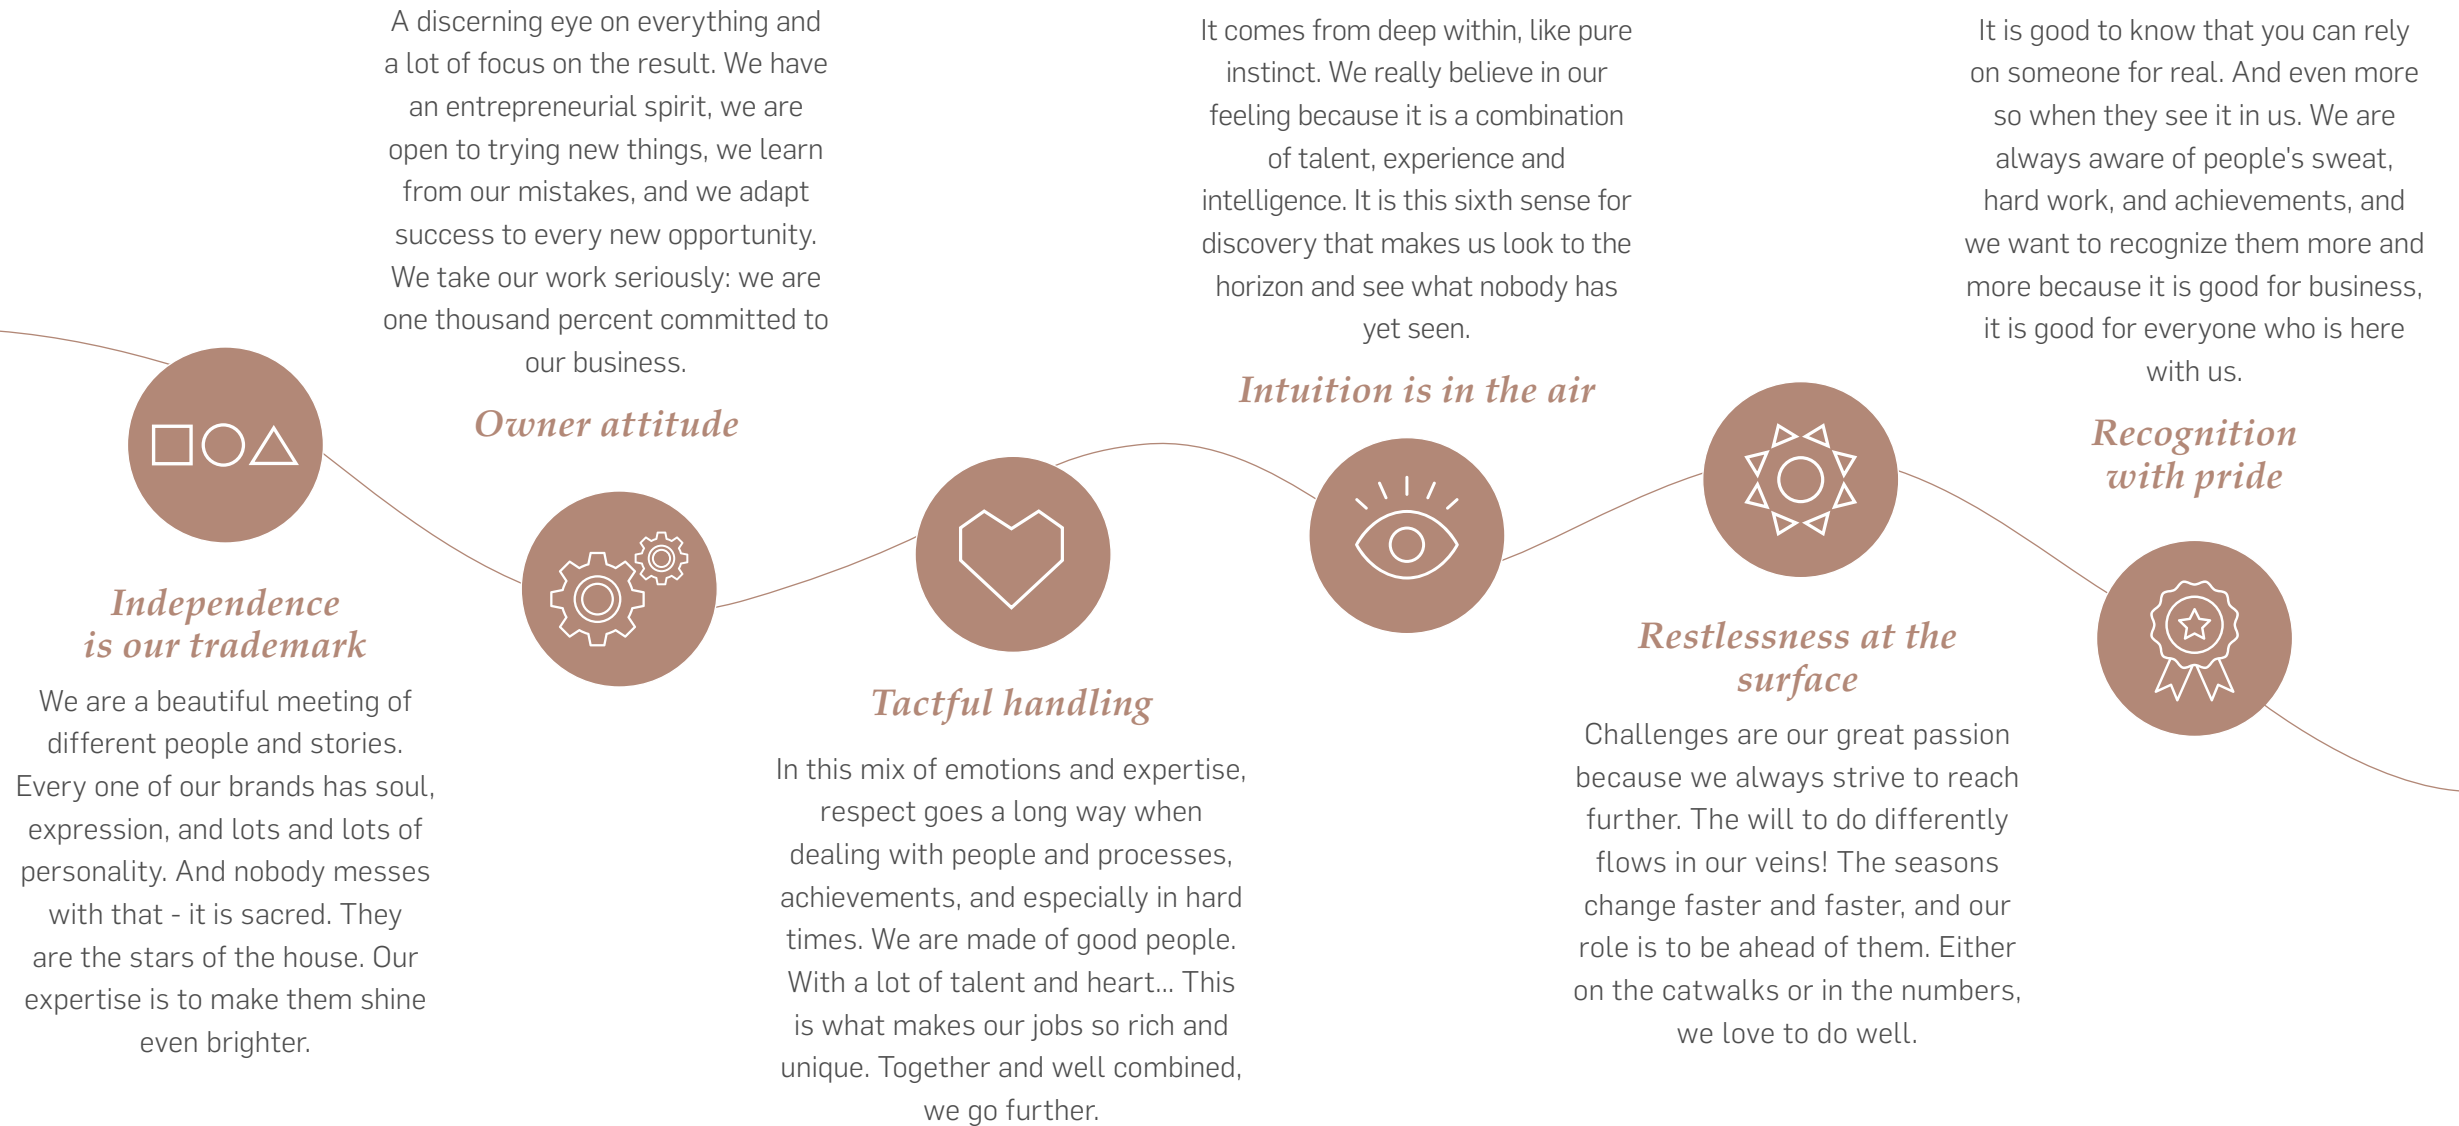 Independence
is our trademark
We are a beautiful meeting of
different people and stories.
Every one of our brands has soul,
expression, and lots and lots of
personality. And nobody messes
with that - it is sacred. They
are the stars of the house. Our
expertise is to make them shine
even brighter.
A discerning eye on everything and
a lot of focus on the result. We have
an entrepreneurial spirit, we are
open to trying new things, we learn
from our mistakes, and we adapt
success to every new opportunity.
We take our work seriously: we are
one thousand percent committed to
our business.
Owner attitude
Tactful handling
In this mix of emotions and expertise,
respect goes a long way when
dealing with people and processes,
achievements, and especially in hard
times. We are made of good people.
With a lot of talent and heart... This
is what makes our jobs so rich and
unique. Together and well combined,
we go further.
It comes from deep within, like pure
instinct. We really believe in our
feeling because it is a combination
of talent, experience and
intelligence. It is this sixth sense for
discovery that makes us look to the
horizon and see what nobody has
yet seen.
Intuition is in the air
Restlessness at the
surface
Challenges are our great passion
because we always strive to reach
further. The will to do differently
flows in our veins! The seasons
change faster and faster, and our
role is to be ahead of them. Either
on the catwalks or in the numbers,
we love to do well.
It is good to know that you can rely
on someone for real. And even more
so when they see it in us. We are
always aware of people's sweat,
hard work, and achievements, and
we want to recognize them more and
more because it is good for business,
it is good for everyone who is here
with us.
Recognition
with pride